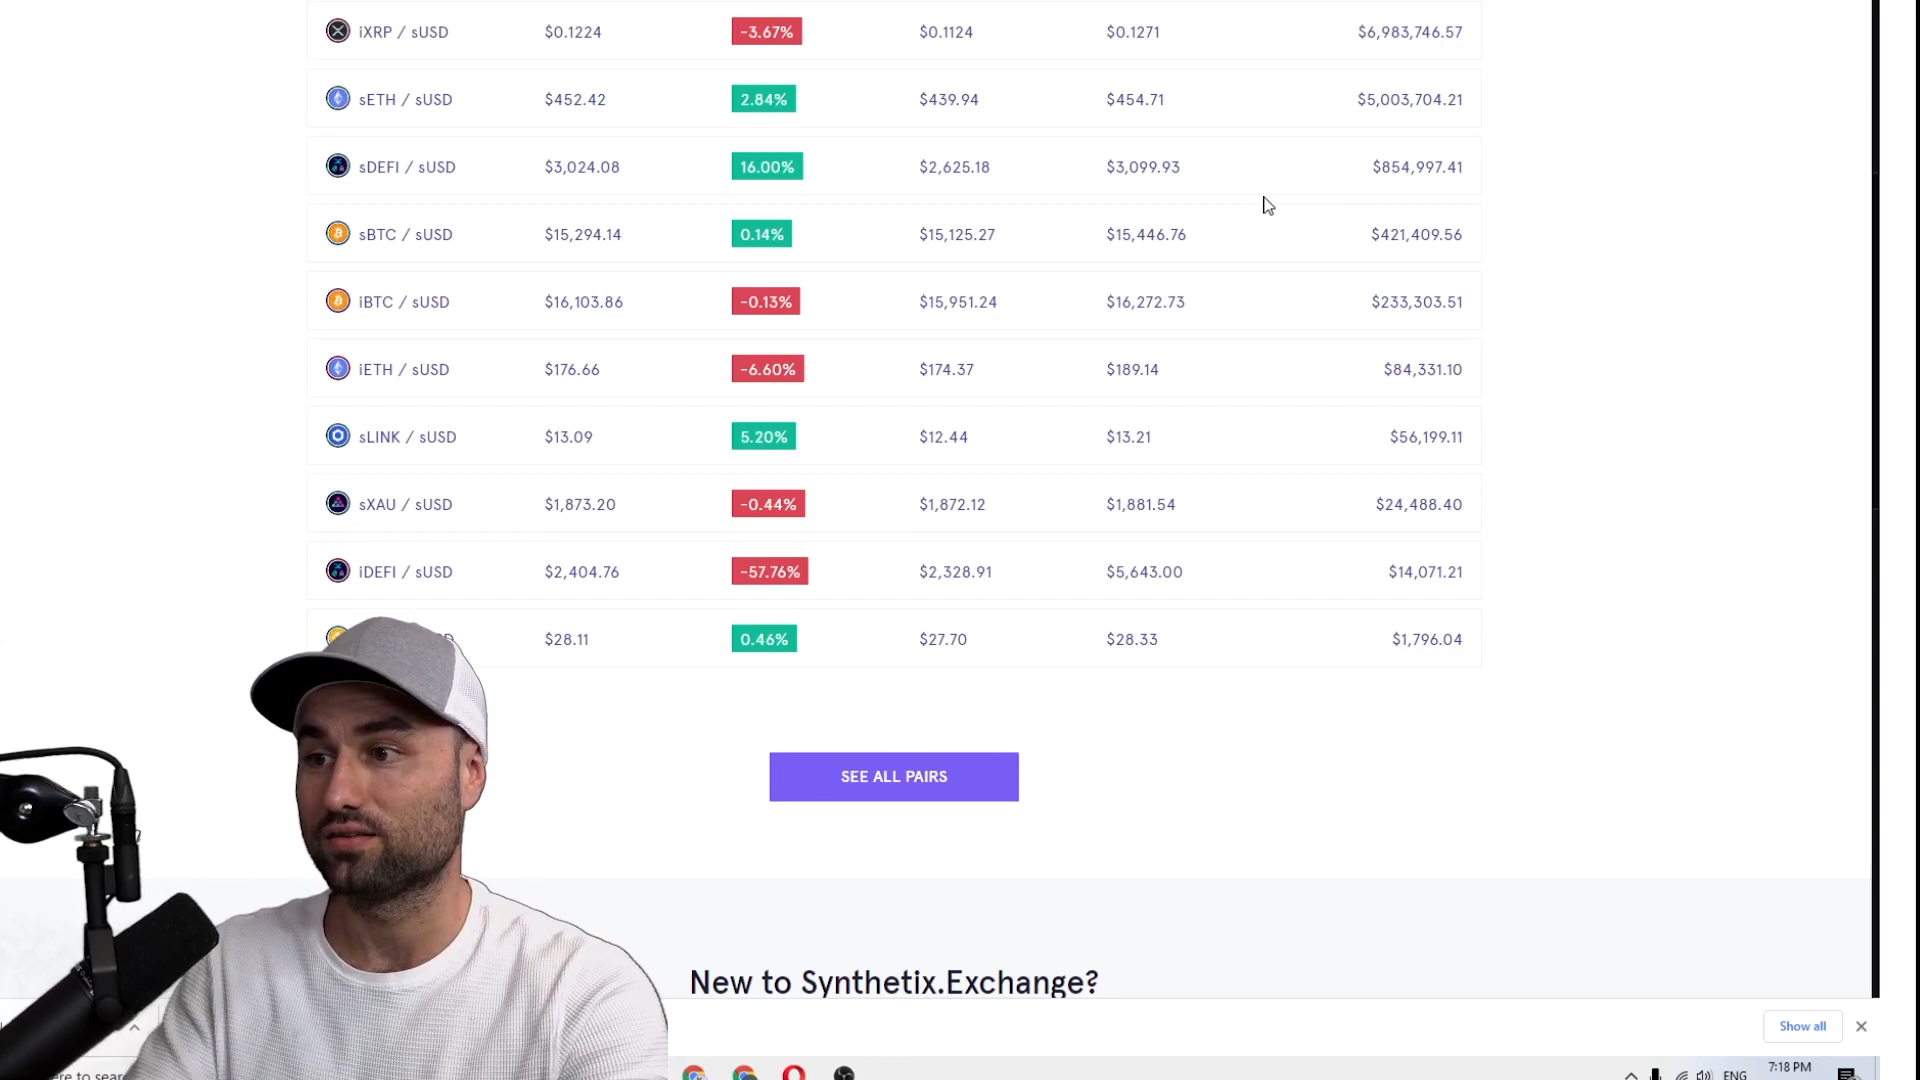 iXRP / sUSD $0.1224 -3.67% $0.1124 $0.1271 $6,983,746.57
sETH / sUSD $452.42 2.84% $439.94 $454.71 $5,003,704.21
sDEFI / sUSD $3,024.08 16.00% $2,625.18 $3,099.93 $854,997.41
sBTC / sUSD $15,294.14 0.14% $15,125.27 $15,446.76 $421,409.56
iBTC / sUSD $16,103.86 -0.13% $15,951.24 $16,272.73 $233,303.51
iETH / sUSD $176.66 -6.60% $174.37 $189.14 $84,331.10
sLINK / sUSD $13.09 5.20% $12.44 $13.21 $56,199.11
sXAU / sUSD $1,873.20 -0.44% $1,872.12 $1,881.54 $24,488.40
iDEFI / sUSD $2,404.76 -57.76% $2,328.91 $5,643.00 $14,071.21
$28.11 0.46% $27.70 $28.33 $1,796.04
SEE ALL PAIRS
New to Synthetix.Exchange?
Show all
ere to sear
ENG 7:18 PM